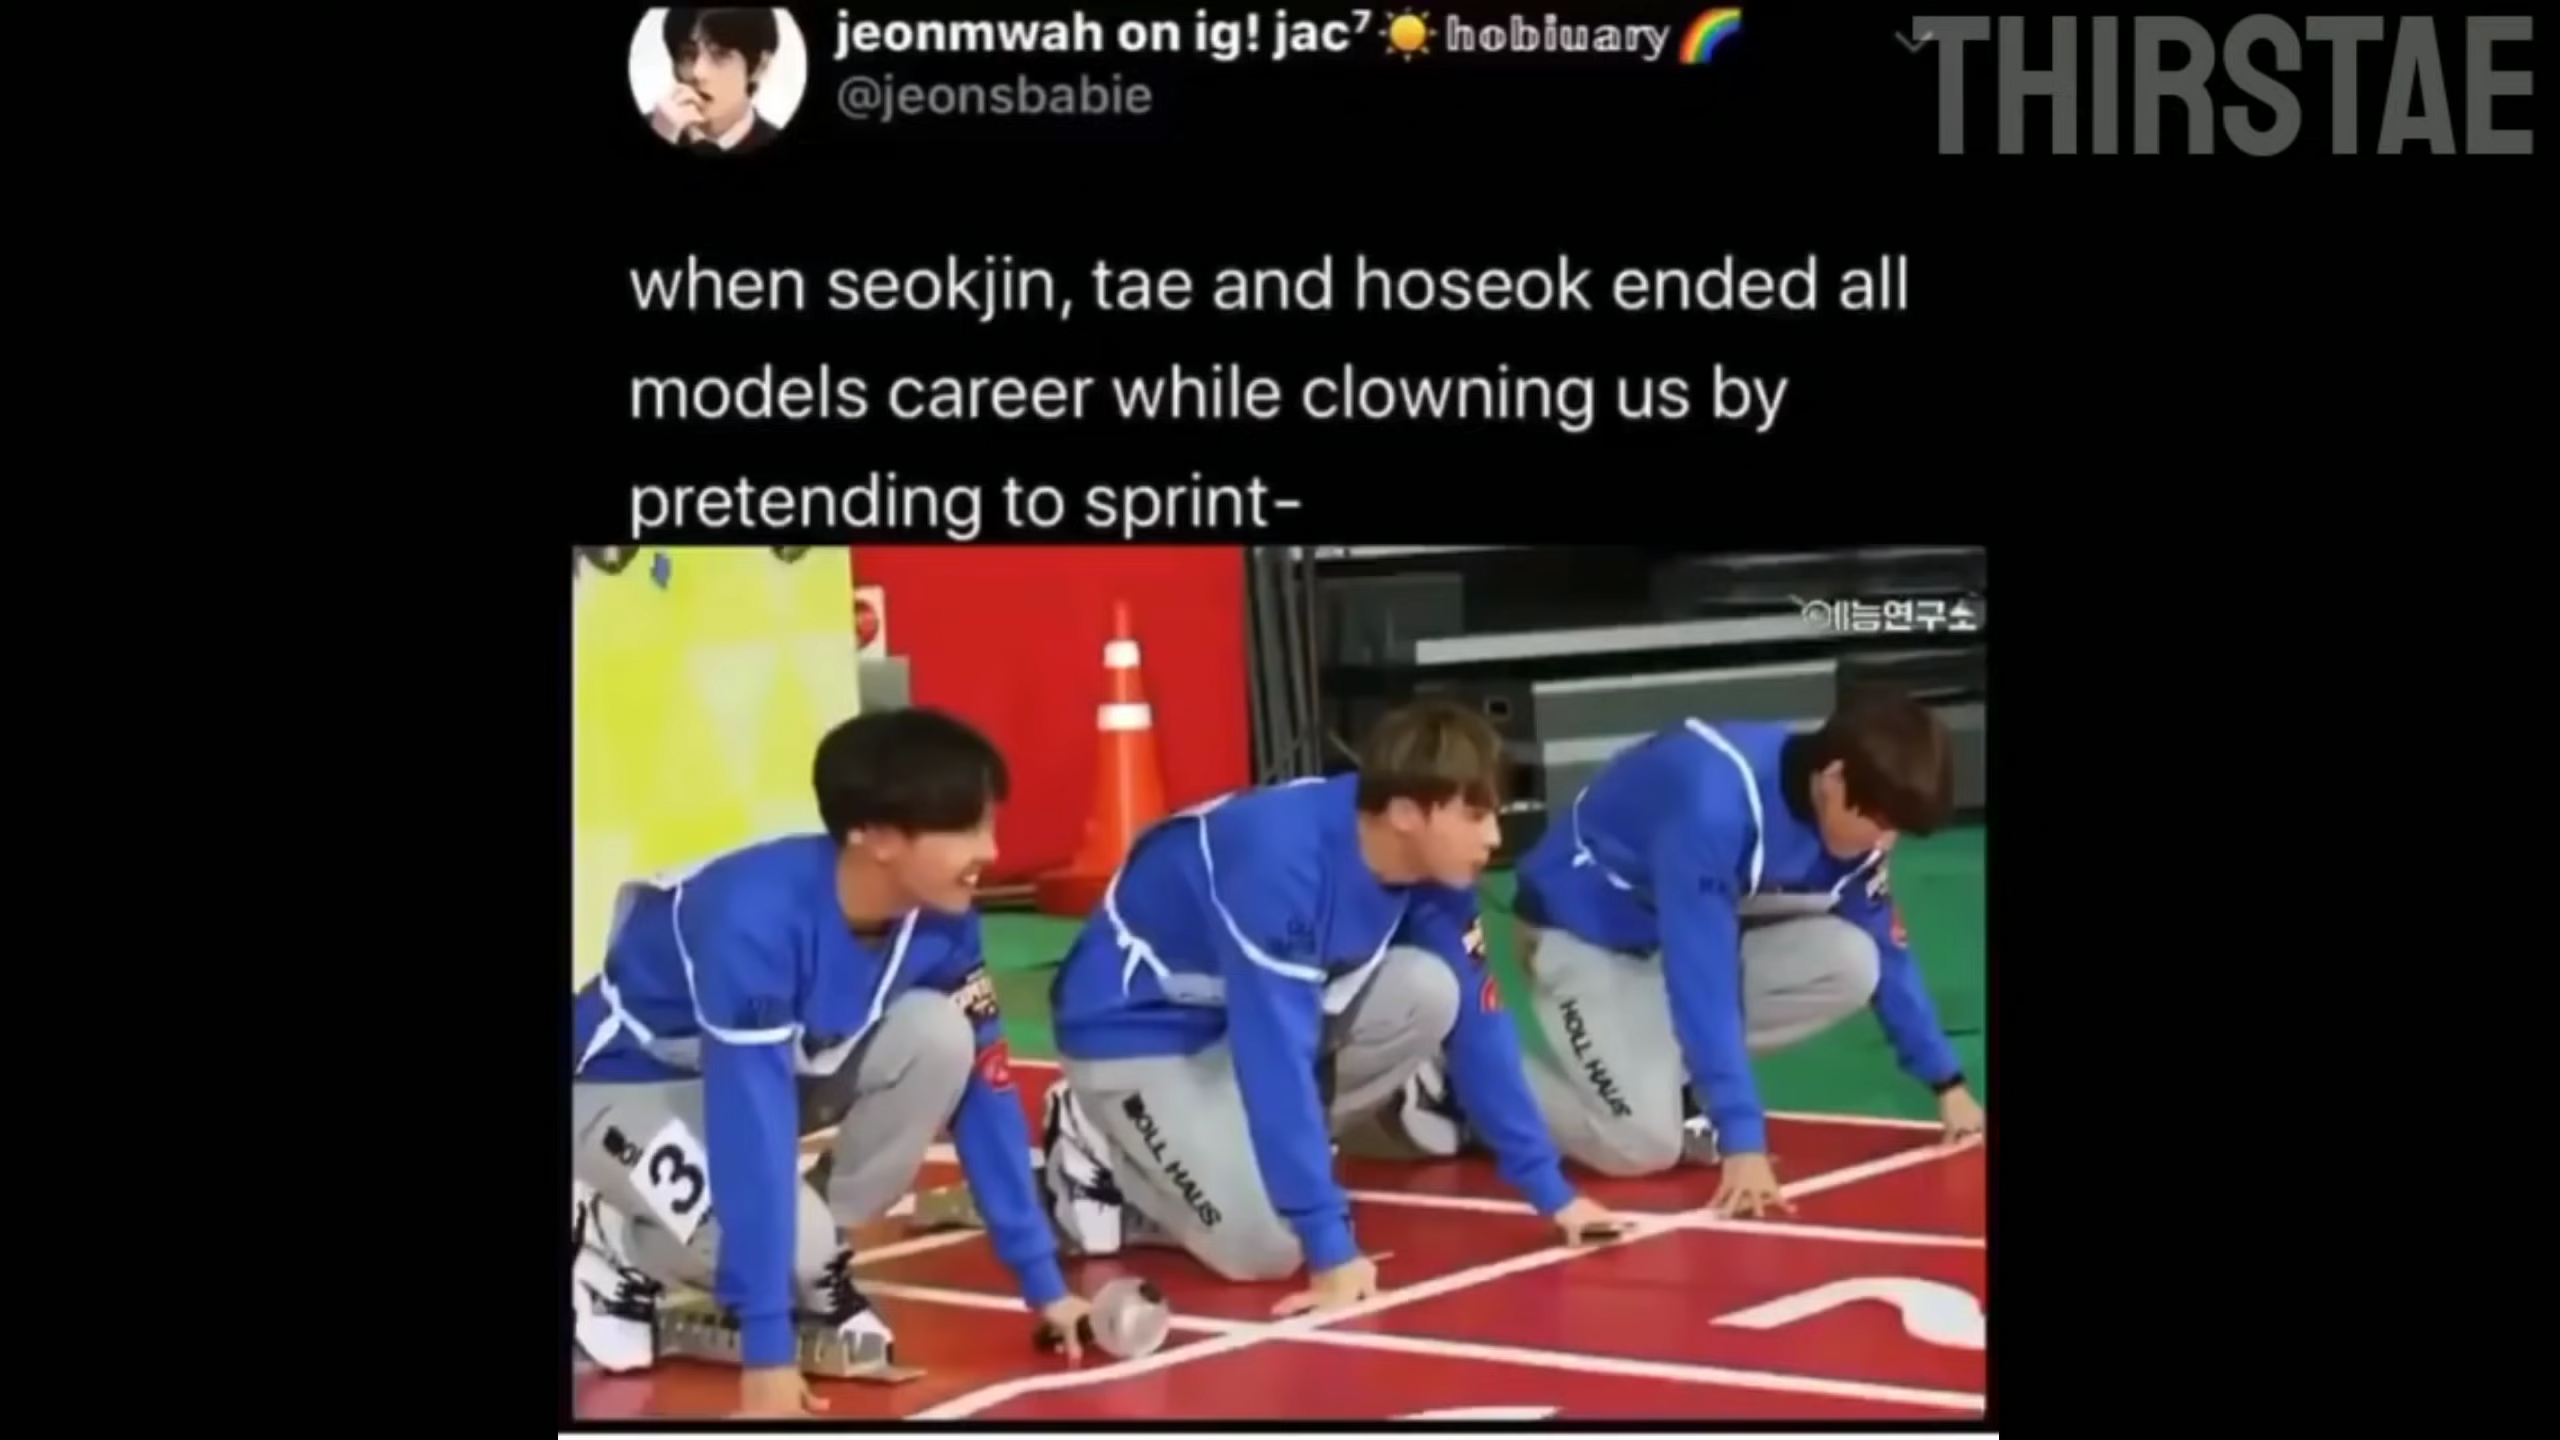 jeonmwah on ig! jac⁷☀️𝕙𝕠𝕓𝕚𝕦𝕒𝕣𝕪🌈
THIRSTAE
@jeonsbabie
when seokjin, tae and hoseok ended all
models career while clowning us by
pretending to sprint-
예능연구소
HOLL HAUS
HOLL HAUS
3
2